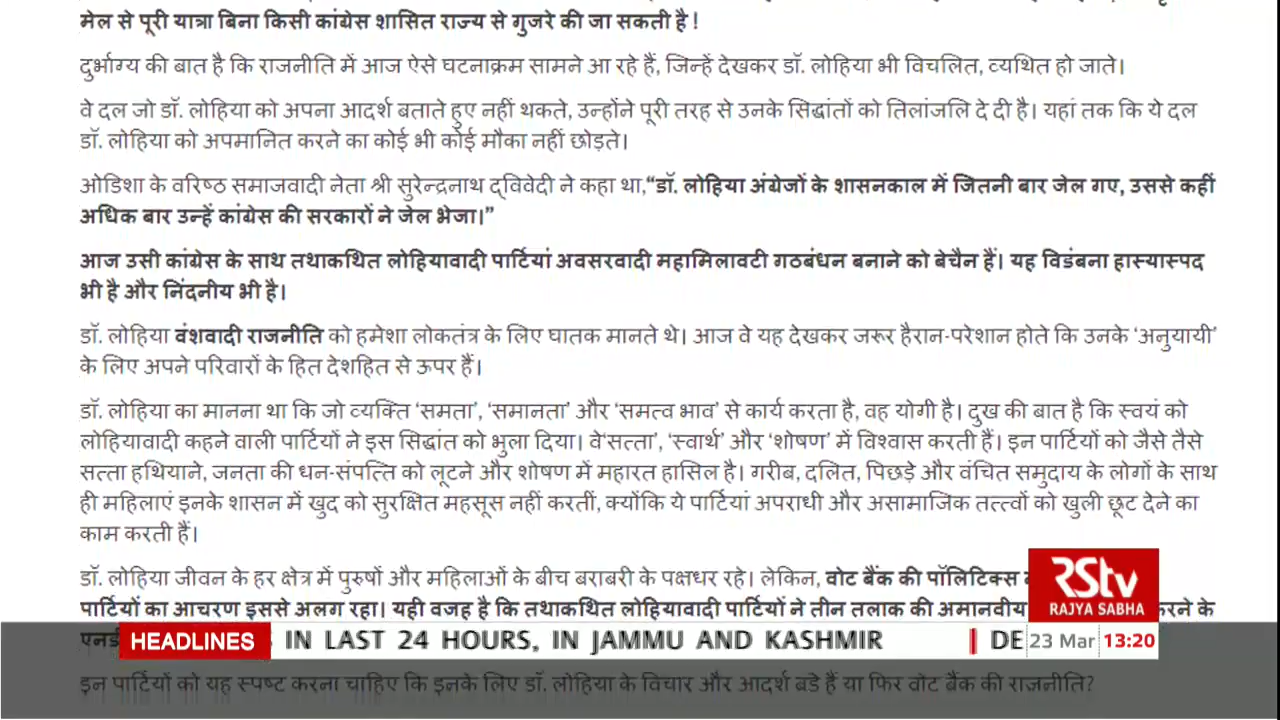 मेल से पूरी यात्रा बिना किसी कांग्रेस शासित राज्य से गुजरे की जा सकती है !
दुर्भाग्य की बात है कि राजनीति में आज ऐसे घटनाक्रम सामने आ रहे हैं, जिन्हें देखकर डॉ. लोहिया भी विचलित, व्यथित हो जाते।
वे दल जो डॉ. लोहिया को अपना आदर्श बताते हुए नहीं थकते, उन्होंने पूरी तरह से उनके सिद्धांतों को तिलांजलि दे दी है। यहां तक कि ये दल
डॉ. लोहिया को अपमानित करने का कोई भी कोई मौका नहीं छोड़ते।
ओडिशा के वरिष्ठ समाजवादी नेता श्री सुरेन्द्रनाथ द्विवेदी ने कहा था,“डॉ. लोहिया अंग्रेजों के शासनकाल में जितनी बार जेल गए, उससे कहीं
अधिक बार उन्हें कांग्रेस की सरकारों ने जेल भेजा।”
आज उसी कांग्रेस के साथ तथाकथित लोहियावादी पार्टियां अवसरवादी महामिलावटी गठबंधन बनाने को बेचैन हैं। यह विडंबना हास्यास्पद
भी है और निंदनीय भी है।
डॉ. लोहिया वंशवादी राजनीति को हमेशा लोकतंत्र के लिए घातक मानते थे। आज वे यह देखकर जरूर हैरान-परेशान होते कि उनके ‘अनुयायी’
के लिए अपने परिवारों के हित देशहित से ऊपर हैं।
डॉ. लोहिया का मानना था कि जो व्यक्ति ‘समता’, ‘समानता’ और ‘समत्व भाव’ से कार्य करता है, वह योगी है। दुख की बात है कि स्वयं को
लोहियावादी कहने वाली पार्टियों ने इस सिद्धांत को भुला दिया। वे‘सत्ता’, ‘स्वार्थ’ और ‘शोषण’ में विश्वास करती हैं। इन पार्टियों को जैसे तैसे
सत्ता हथियाने, जनता की धन-संपत्ति को लूटने और शोषण में महारत हासिल है। गरीब, दलित, पिछड़े और वंचित समुदाय के लोगों के साथ
ही महिलाएं इनके शासन में खुद को सुरक्षित महसूस नहीं करतीं, क्योंकि ये पार्टियां अपराधी और असामाजिक तत्त्वों को खुली छूट देने का
काम करती हैं।
डॉ. लोहिया जीवन के हर क्षेत्र में पुरुषों और महिलाओं के बीच बराबरी के पक्षधर रहे। लेकिन, वोट बैंक की पॉलिटिक्स
पार्टियों का आचरण इससे अलग रहा। यही वजह है कि तथाकथित लोहियावादी पार्टियों ने तीन तलाक की अमानवीय
RSTV
RAJYA SABHA
HEADLINES IN LAST 24 HOURS, IN JAMMU AND KASHMIR | DE 23 Mar 13:20
इन पार्टियों को यह स्पष्ट करना चाहिए कि इनके लिए डॉ. लोहिया के विचार और आदर्श बडे हैं या फिर वोट बैंक की राजनीति?